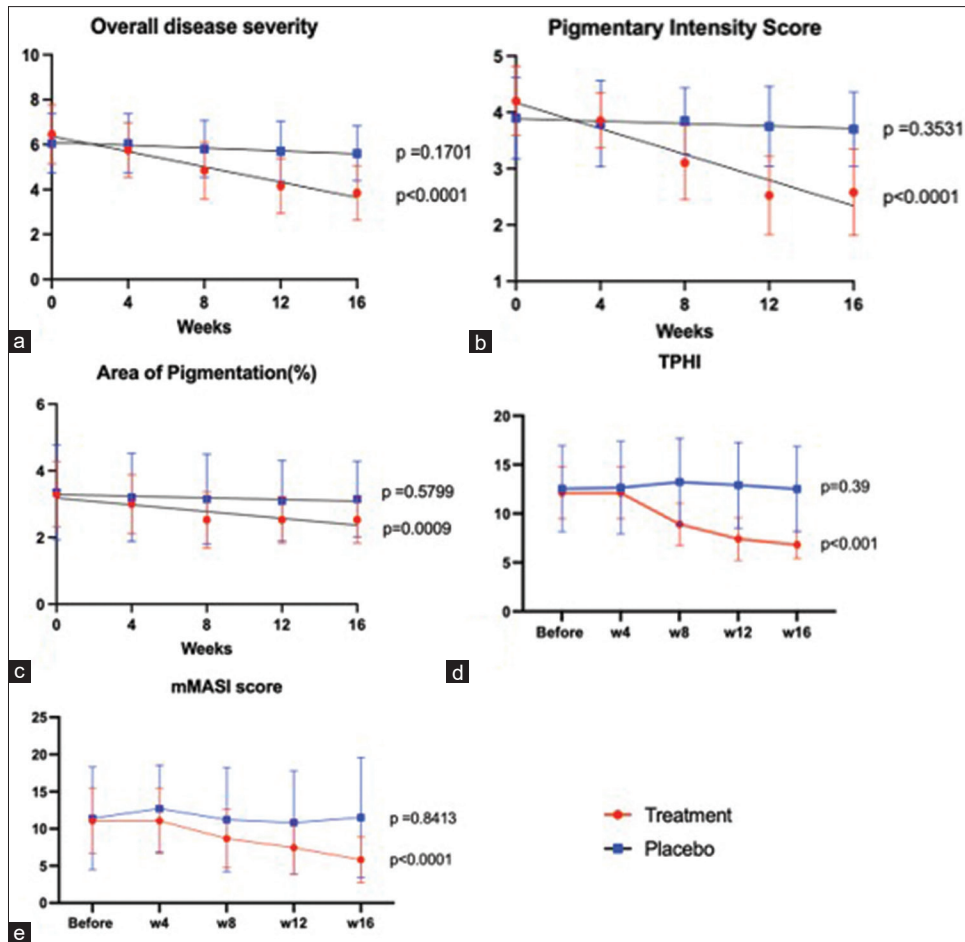 Overall disease severity
10
8
6
4
2
0
0 4 8 12 16
Weeks
p =0.1701
p<0.0001
a
Pigmentary Intensity Score
5
4
3
2
1
0 4 8 12 16
Weeks
p =0.3531
p<0.0001
b
Area of Pigmentation(%)
6
4
2
0
0 4 8 12 16
Weeks
p =0.5799
p=0.0009
c
TPHI
20
15
10
5
0
Before w4 w8 w12 w16
p=0.39
p<0.001
d
mMASI score
25
20
15
10
5
0
Before w4 w8 w12 w16
p =0.8413
p<0.0001
e
Treatment
Placebo